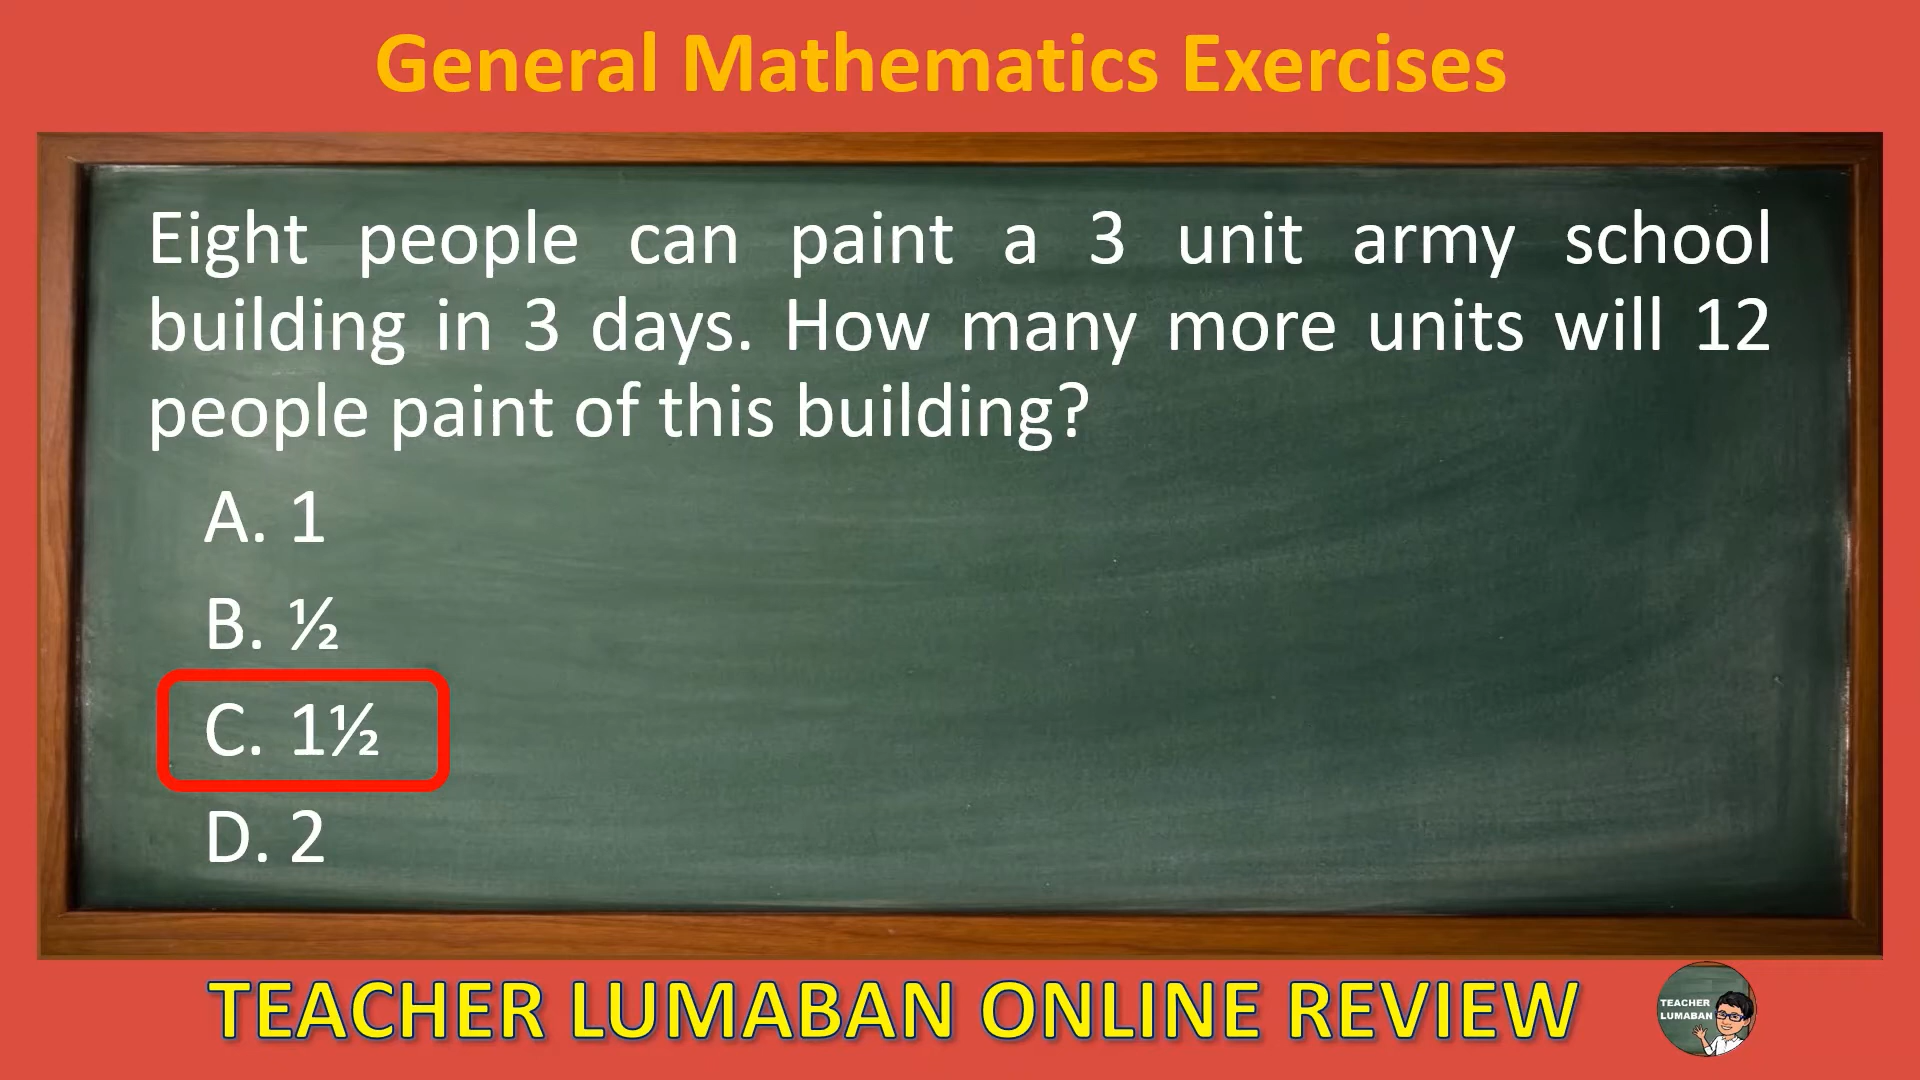 General Mathematics Exercises
Eight people can paint a 3 unit army school
building in 3 days. How many more units will 12
people paint of this building?
A. 1
B. ½
C. 1½
D. 2
TEACHER LUMABAN ONLINE REVIEW
TEACHER
LUMABAN